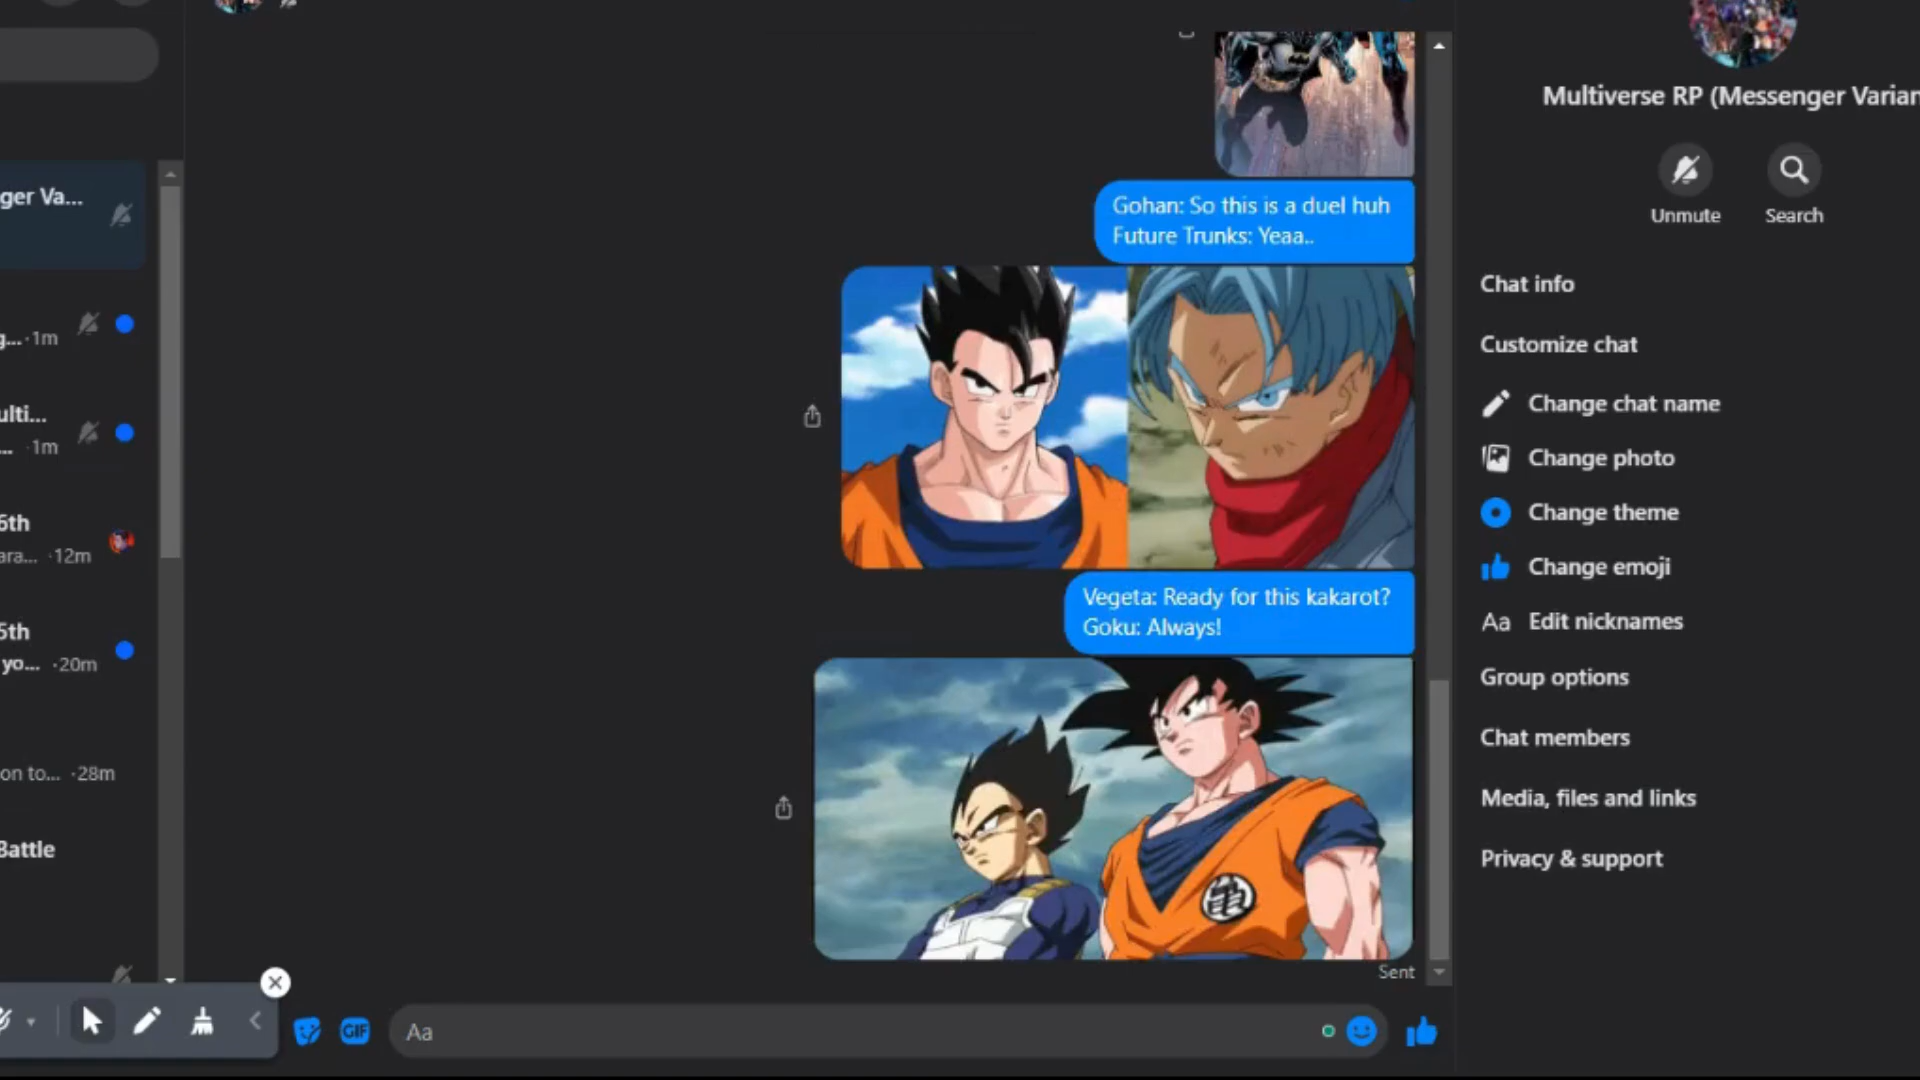 ger Va...
g... · 1m
ulti...
... · 1m
6th
ara... · 12m
5th
yo... · 20m
on to... · 28m
Battle
Gohan: So this is a duel huh
Future Trunks: Yeaa..
Vegeta: Ready for this kakarot?
Goku: Always!
Sent
GIF
Aa
Multiverse RP (Messenger Varian
Unmute
Search
Chat info
Customize chat
Change chat name
Change photo
Change theme
Change emoji
Aa Edit nicknames
Group options
Chat members
Media, files and links
Privacy & support